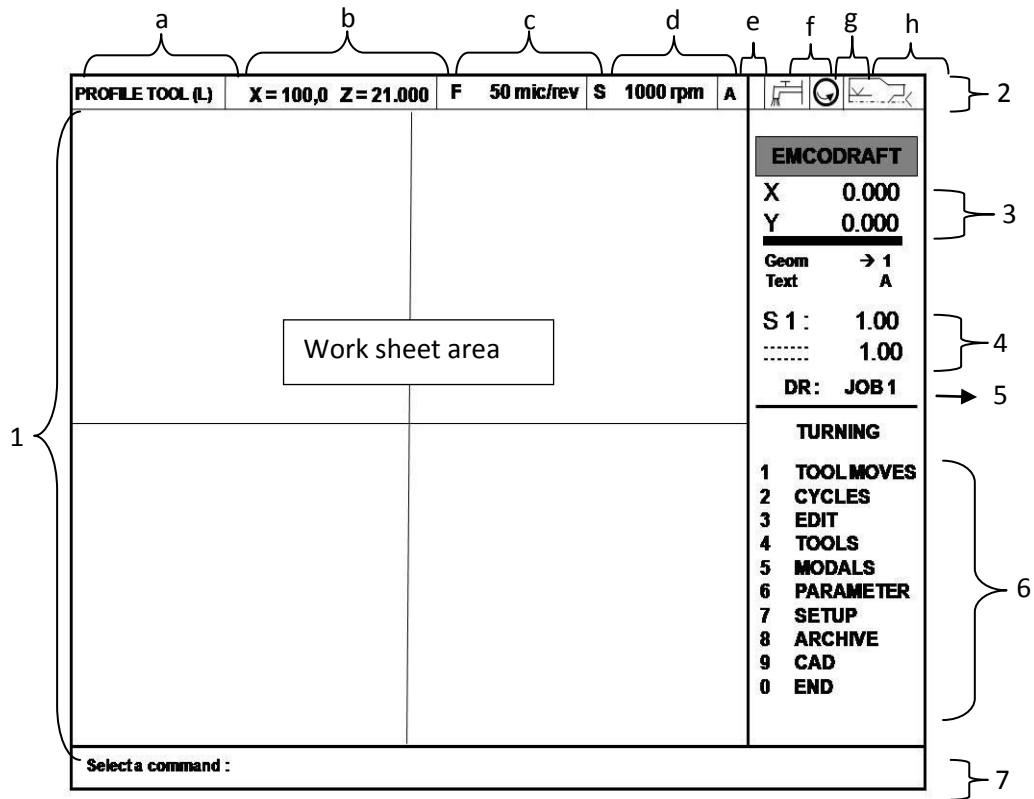 a b c d e f g h
PROFILE TOOL (L) X = 100,0 Z = 21.000 F 50 mic/rev S 1000 rpm A
2
EMCODRAFT
X 0.000
Y 0.000
3
Geom → 1
Text A
S 1 : 1.00
1.00
4
DR : JOB 1
5
Work sheet area
1
TURNING
1 TOOL MOVES
2 CYCLES
3 EDIT
4 TOOLS
5 MODALS
6 PARAMETER
7 SETUP
8 ARCHIVE
9 CAD
0 END
6
Select a command :
7